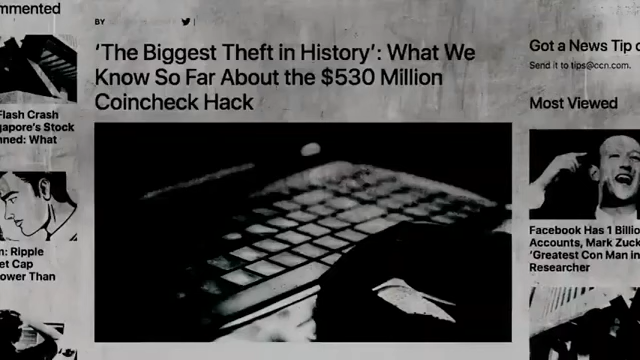 mmented
BY
‘The Biggest Theft in History’: What We
Know So Far About the $530 Million
Coincheck Hack
Flash Crash
gapore’s Stock
nned: What
n: Ripple
et Cap
ower Than
Got a News Tip o
Send it to tips@ccn.com.
Most Viewed
Facebook Has 1 Billio
Accounts, Mark Zuck
‘Greatest Con Man in
Researcher